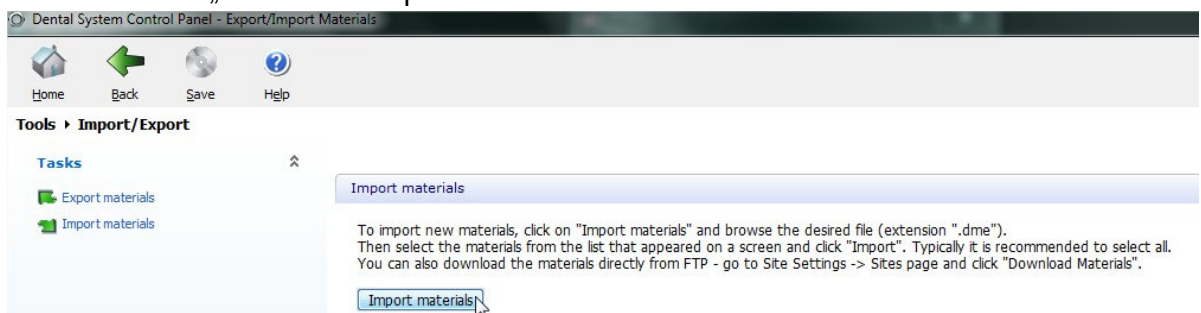 Dental System Control Panel - Export/Import Materials
Home Back Save Help
Tools ▸ Import/Export
Tasks
Export materials
Import materials
Import materials
To import new materials, click on "Import materials" and browse the desired file (extension ".dme").
Then select the materials from the list that appeared on a screen and click "Import". Typically it is recommended to select all.
You can also download the materials directly from FTP - go to Site Settings -> Sites page and click "Download Materials".
Import materials